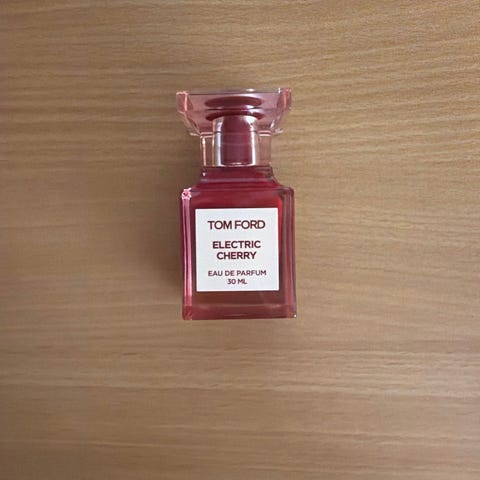 TOM FORD
ELECTRIC
CHERRY
EAU DE PARFUM
30 ML